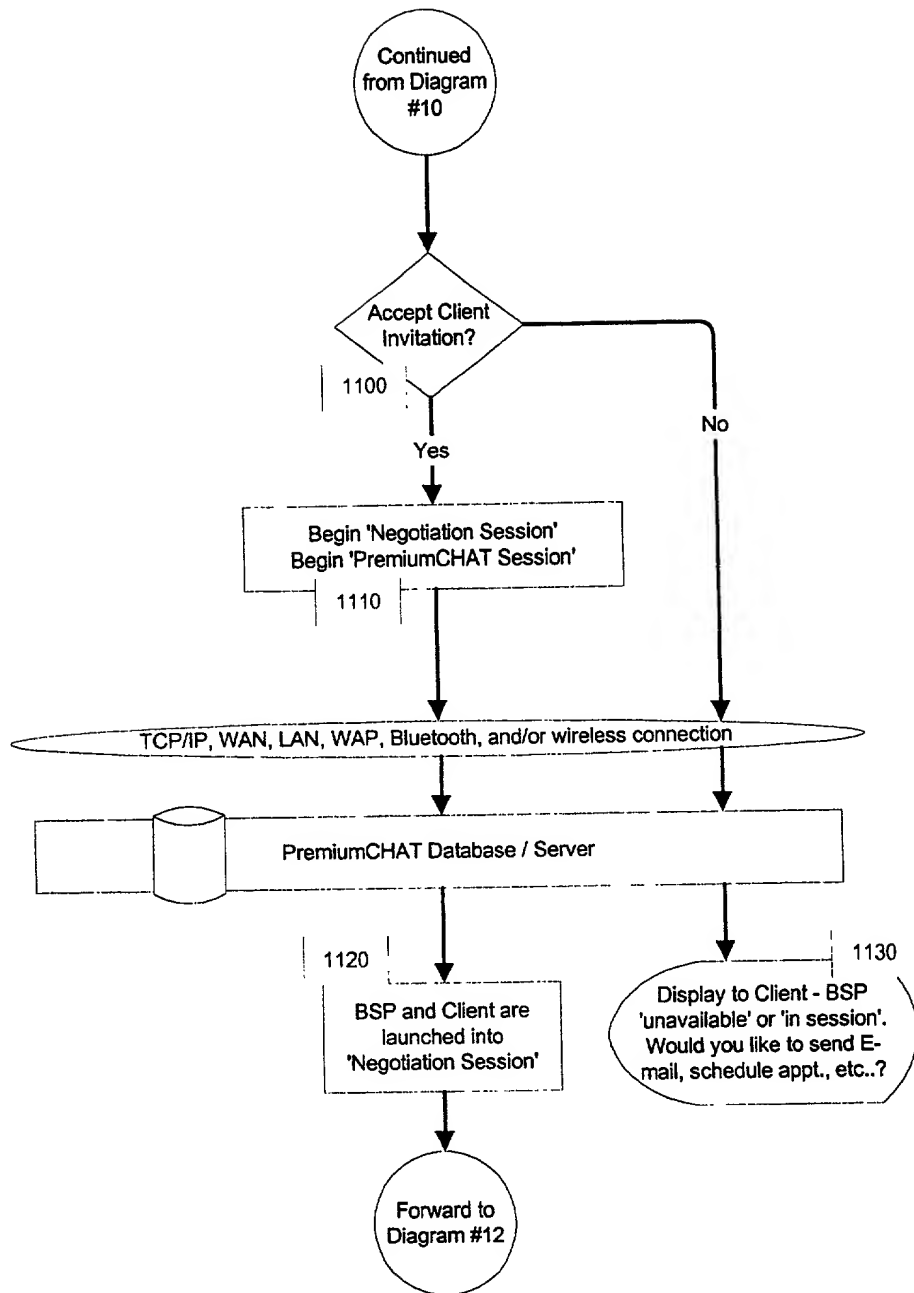 Continued
from Diagram
#10
Accept Client
Invitation?
1100
No
Yes
Begin 'Negotiation Session'
Begin 'PremiumCHAT Session'
1110
TCP/IP, WAN, LAN, WAP, Bluetooth, and/or wireless connection
PremiumCHAT Database / Server
1120
BSP and Client are
launched into
'Negotiation Session'
1130
Display to Client - BSP
'unavailable' or 'in session'.
Would you like to send E-
mail, schedule appt., etc..?
Forward to
Diagram #12